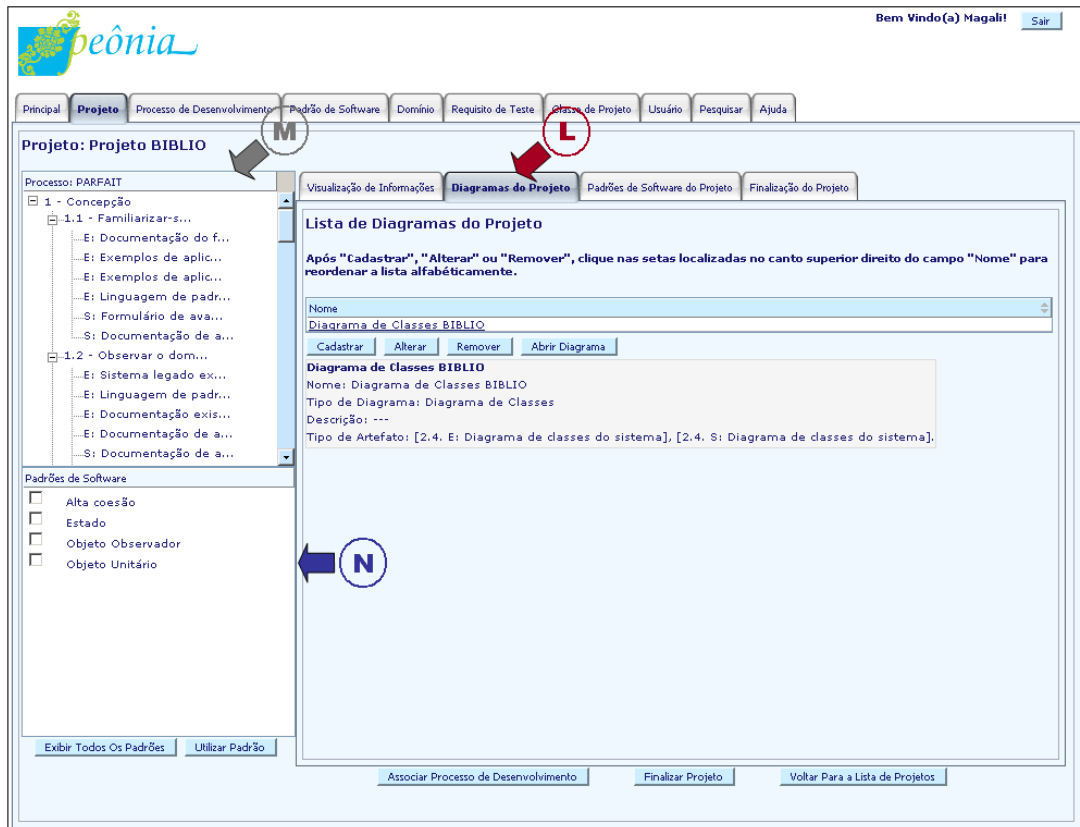 Bem Vindo(a) Magali! Sair
peônia
Principal Projeto Processo de Desenvolvimento Padrão de Software Domínio Requisito de Teste Classe de Projeto Usuário Pesquisar Ajuda
M
L
Projeto: Projeto BIBLIO
Processo: PARFAIT
1 - Concepção
1.1 - Familiarizar-s...
E: Documentação do f...
E: Exemplos de aplic...
E: Exemplos de aplic...
E: Linguagem de padr...
S: Formulário de ava...
S: Documentação de a...
1.2 - Observar o dom...
E: Sistema legado ex...
E: Linguagem de padr...
E: Documentação exis...
E: Documentação de a...
S: Documentação de a...
Padrões de Software
Alta coesão
Estado
Objeto Observador
Objeto Unitário
N
Exibir Todos Os Padrões Utilizar Padrão
Visualização de Informações Diagramas do Projeto Padrões de Software do Projeto Finalização do Projeto
Lista de Diagramas do Projeto
Após "Cadastrar", "Alterar" ou "Remover", clique nas setas localizadas no canto superior direito do campo "Nome" para
reordenar a lista alfabéticamente.
Nome
Diagrama de Classes BIBLIO
Cadastrar Alterar Remover Abrir Diagrama
Diagrama de Classes BIBLIO
Nome: Diagrama de Classes BIBLIO
Tipo de Diagrama: Diagrama de Classes
Descrição: ---
Tipo de Artefato: [2.4. E: Diagrama de classes do sistema], [2.4. S: Diagrama de classes do sistema].
Associar Processo de Desenvolvimento Finalizar Projeto Voltar Para a Lista de Projetos